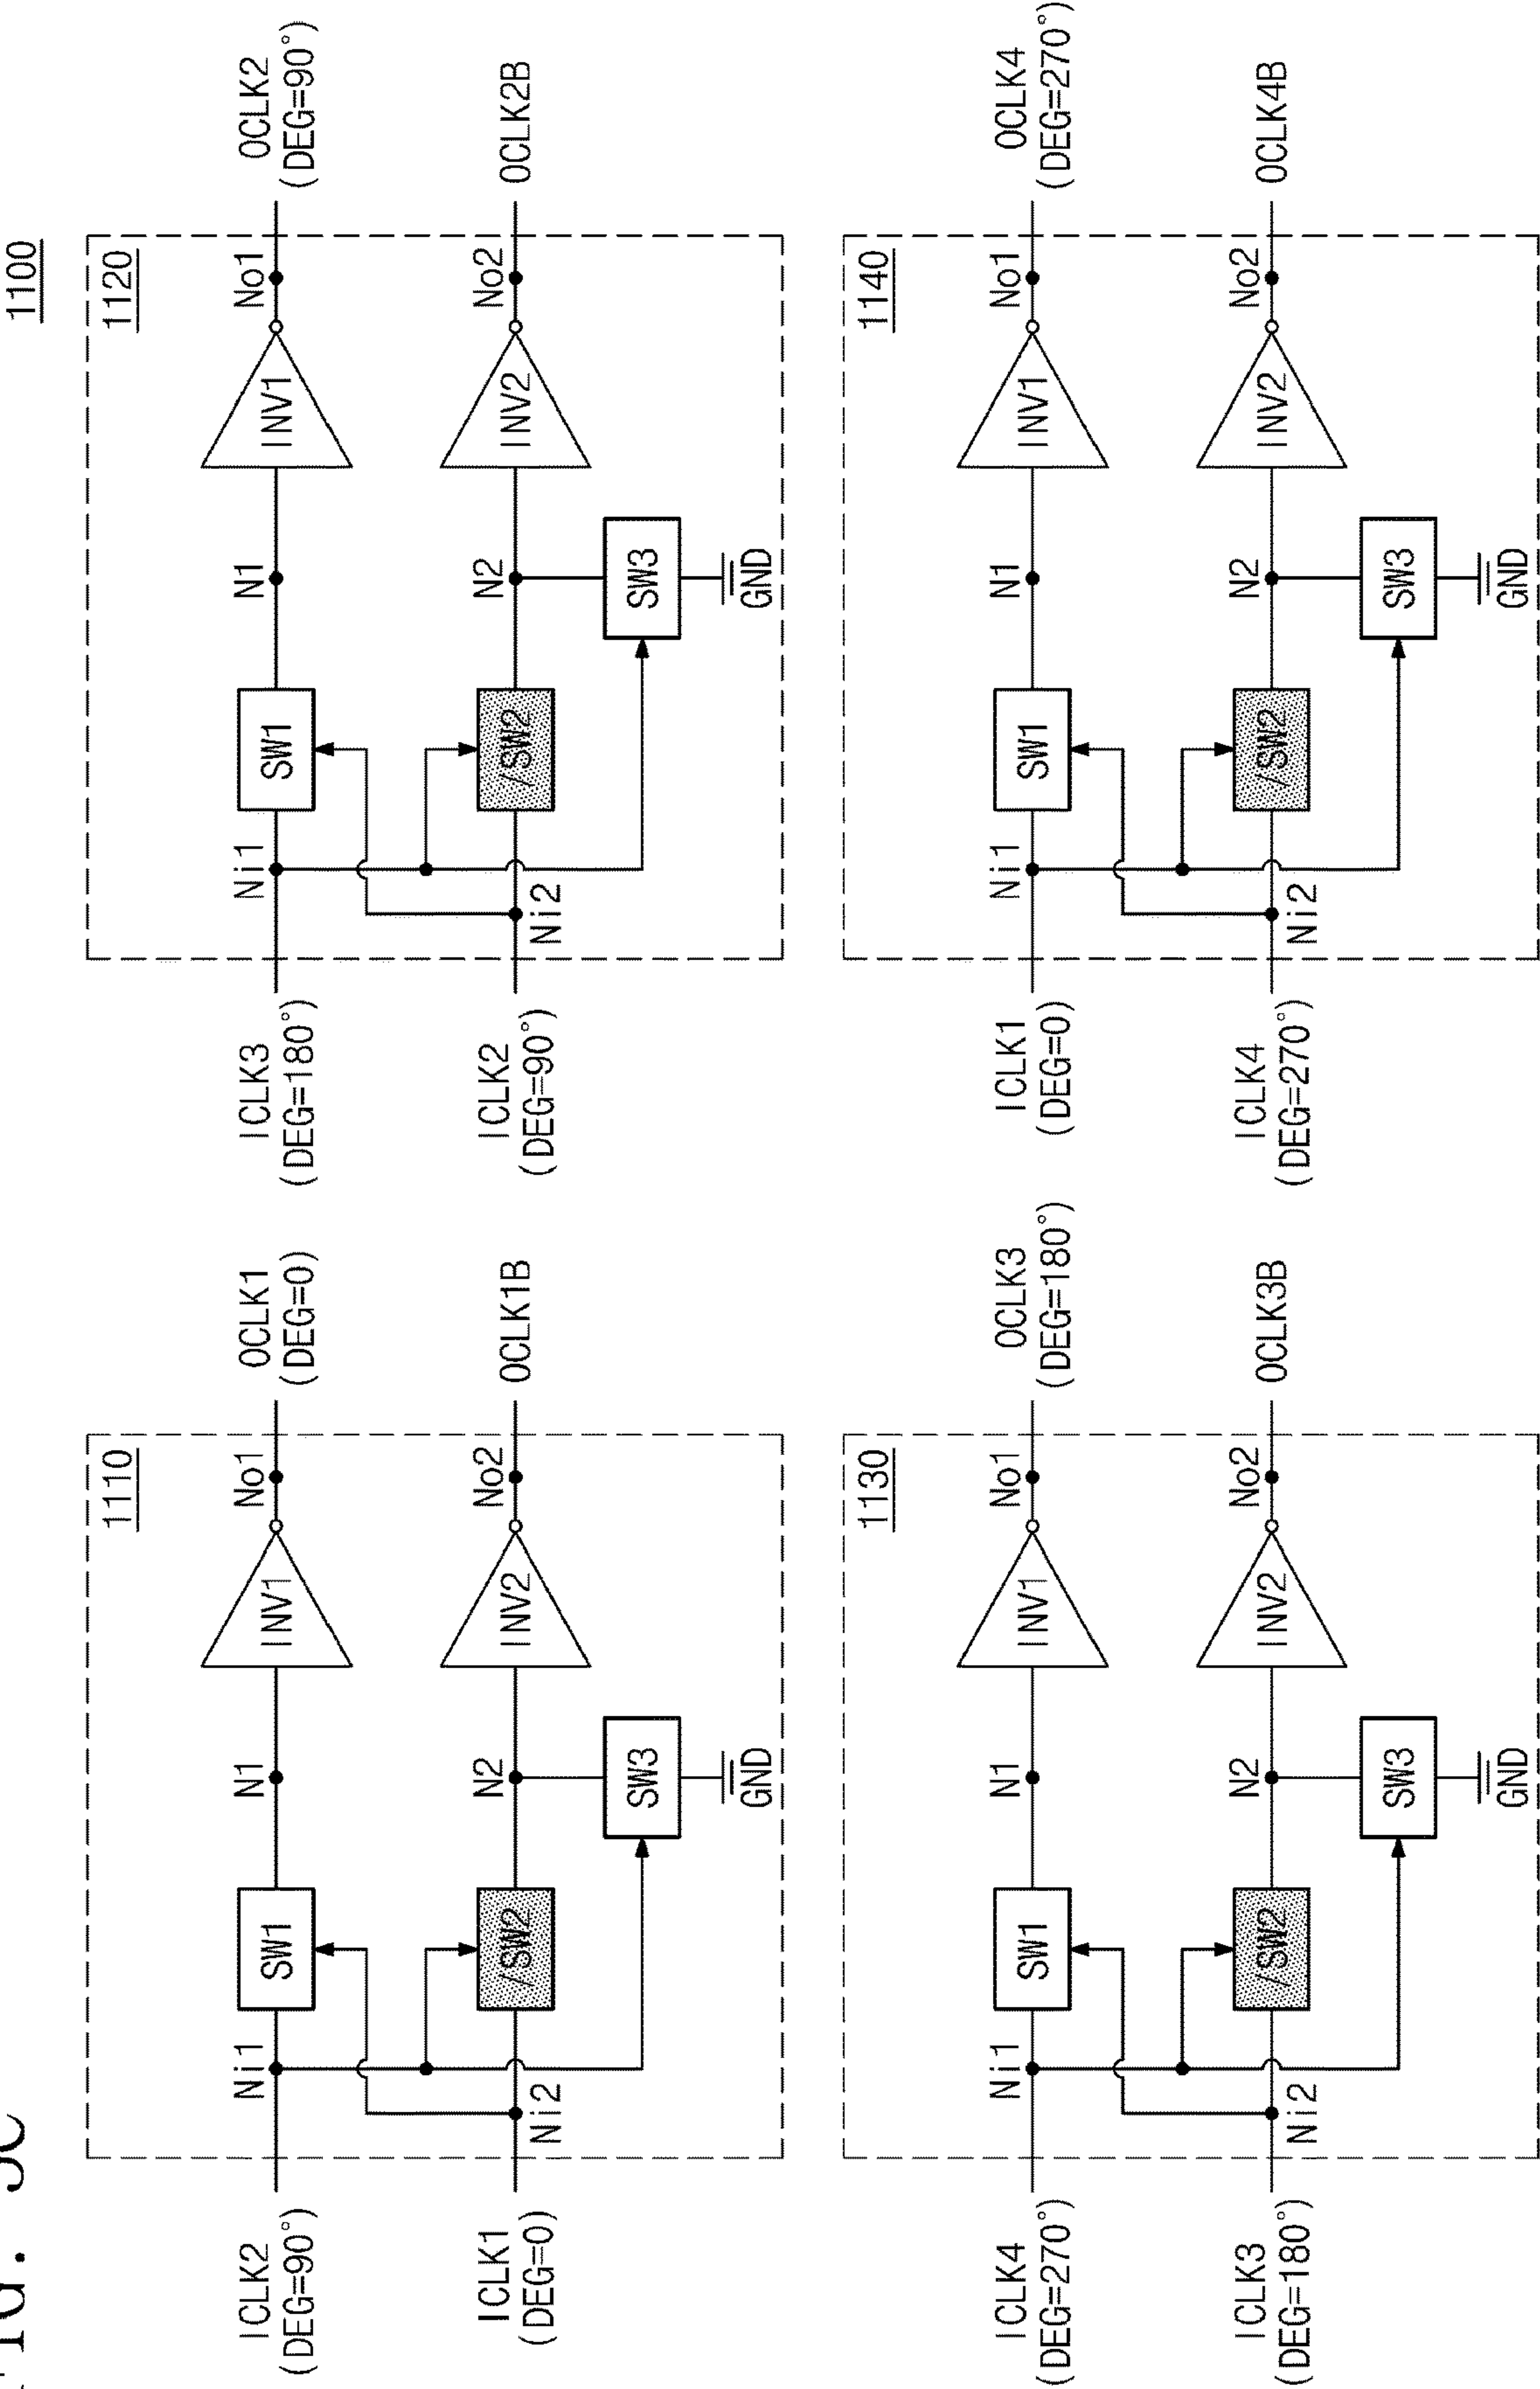 FIG. 3C
1100
1110
ICLK2
(DEG=90°)
Ni1
SW1
N1
INV1
No1
OCLK1
(DEG=0)
ICLK1
(DEG=0)
Ni2
/SW2
N2
INV2
No2
OCLK1B
SW3
GND
1120
ICLK3
(DEG=180°)
Ni1
SW1
N1
INV1
No1
OCLK2
(DEG=90°)
ICLK2
(DEG=90°)
Ni2
/SW2
N2
INV2
No2
OCLK2B
SW3
GND
1130
ICLK4
(DEG=270°)
Ni1
SW1
N1
INV1
No1
OCLK3
(DEG=180°)
ICLK3
(DEG=180°)
Ni2
/SW2
N2
INV2
No2
OCLK3B
SW3
GND
1140
ICLK1
(DEG=0)
Ni1
SW1
N1
INV1
No1
OCLK4
(DEG=270°)
ICLK4
(DEG=270°)
Ni2
/SW2
N2
INV2
No2
OCLK4B
SW3
GND